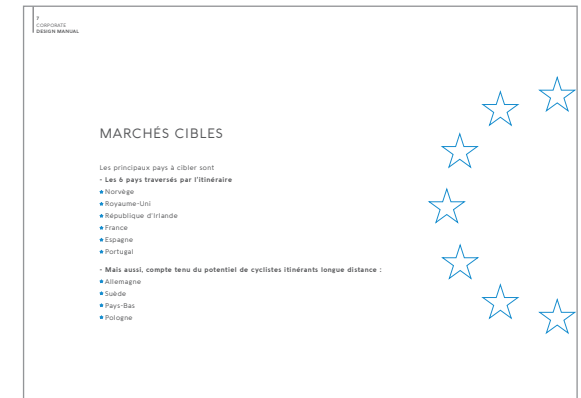 7
CORPORATE
DESIGN MANUAL
MARCHÉS CIBLES
Les principaux pays à cibler sont
- Les 6 pays traversés par l'itinéraire
Norvège
Royaume-Uni
République d'Irlande
France
Espagne
Portugal
- Mais aussi, compte tenu du potentiel de cyclistes itinérants longue distance :
Allemagne
Suède
Pays-Bas
Pologne